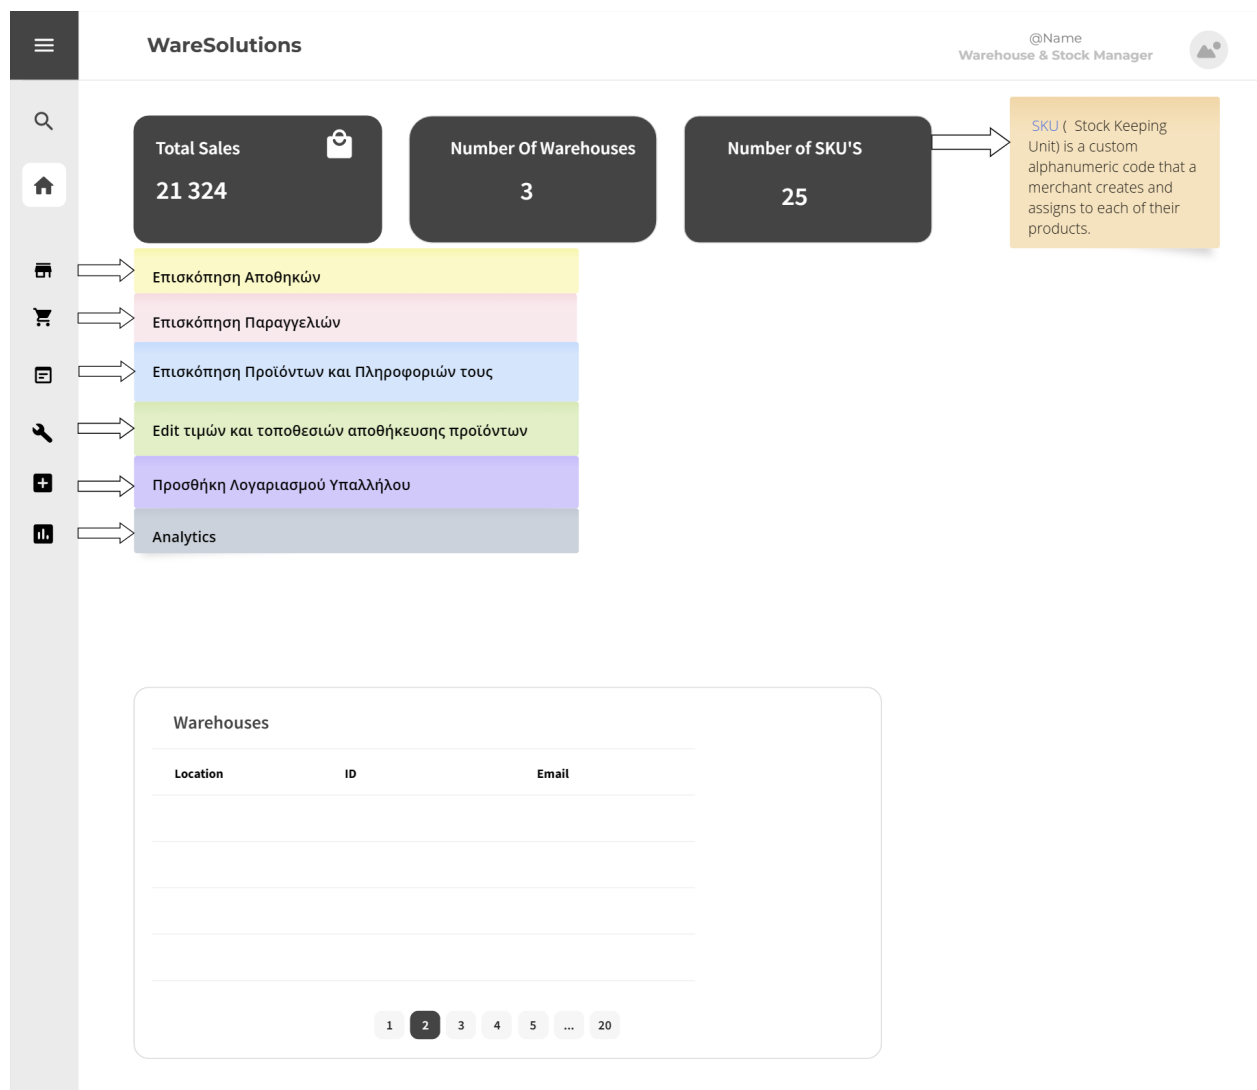 WareSolutions
@Name
Warehouse & Stock Manager
Total Sales
21 324
Number Of Warehouses
3
Number of SKU'S
25
SKU ( Stock Keeping
Unit) is a custom
alphanumeric code that a
merchant creates and
assigns to each of their
products.
Επισκόπηση Αποθηκών
Επισκόπηση Παραγγελιών
Επισκόπηση Προϊόντων και Πληροφοριών τους
Edit τιμών και τοποθεσιών αποθήκευσης προϊόντων
Προσθήκη Λογαριασμού Υπαλλήλου
Analytics
Warehouses
Location ID Email
1 2 3 4 5 ... 20